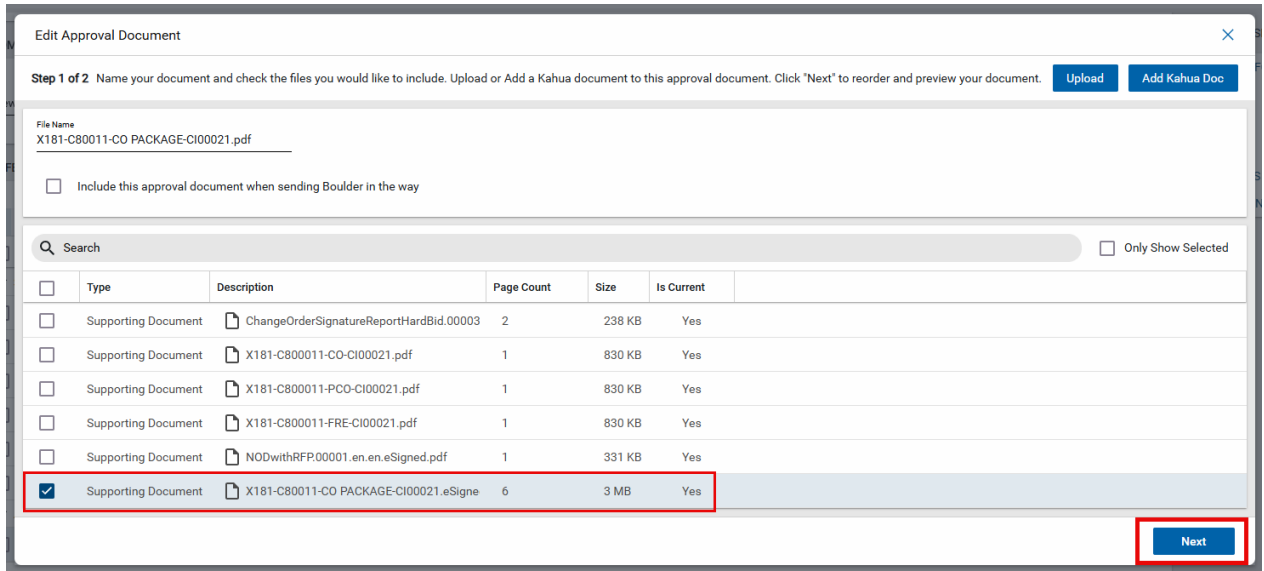 Edit Approval Document
Step 1 of 2 Name your document and check the files you would like to include. Upload or Add a Kahua document to this approval document. Click "Next" to reorder and preview your document. Upload Add Kahua Doc
File Name
X181-C80011-CO PACKAGE-CI00021.pdf
Include this approval document when sending Boulder in the way
Search Only Show Selected
Type Description Page Count Size Is Current
Supporting Document ChangeOrderSignatureReportHardBid.00003 2 238 KB Yes
Supporting Document X181-C800011-CO-CI00021.pdf 1 830 KB Yes
Supporting Document X181-C800011-PCO-CI00021.pdf 1 830 KB Yes
Supporting Document X181-C800011-FRE-CI00021.pdf 1 830 KB Yes
Supporting Document NODwithRFP.00001.en.en.eSigned.pdf 1 331 KB Yes
Supporting Document X181-C80011-CO PACKAGE-CI00021.eSigne 6 3 MB Yes
Next